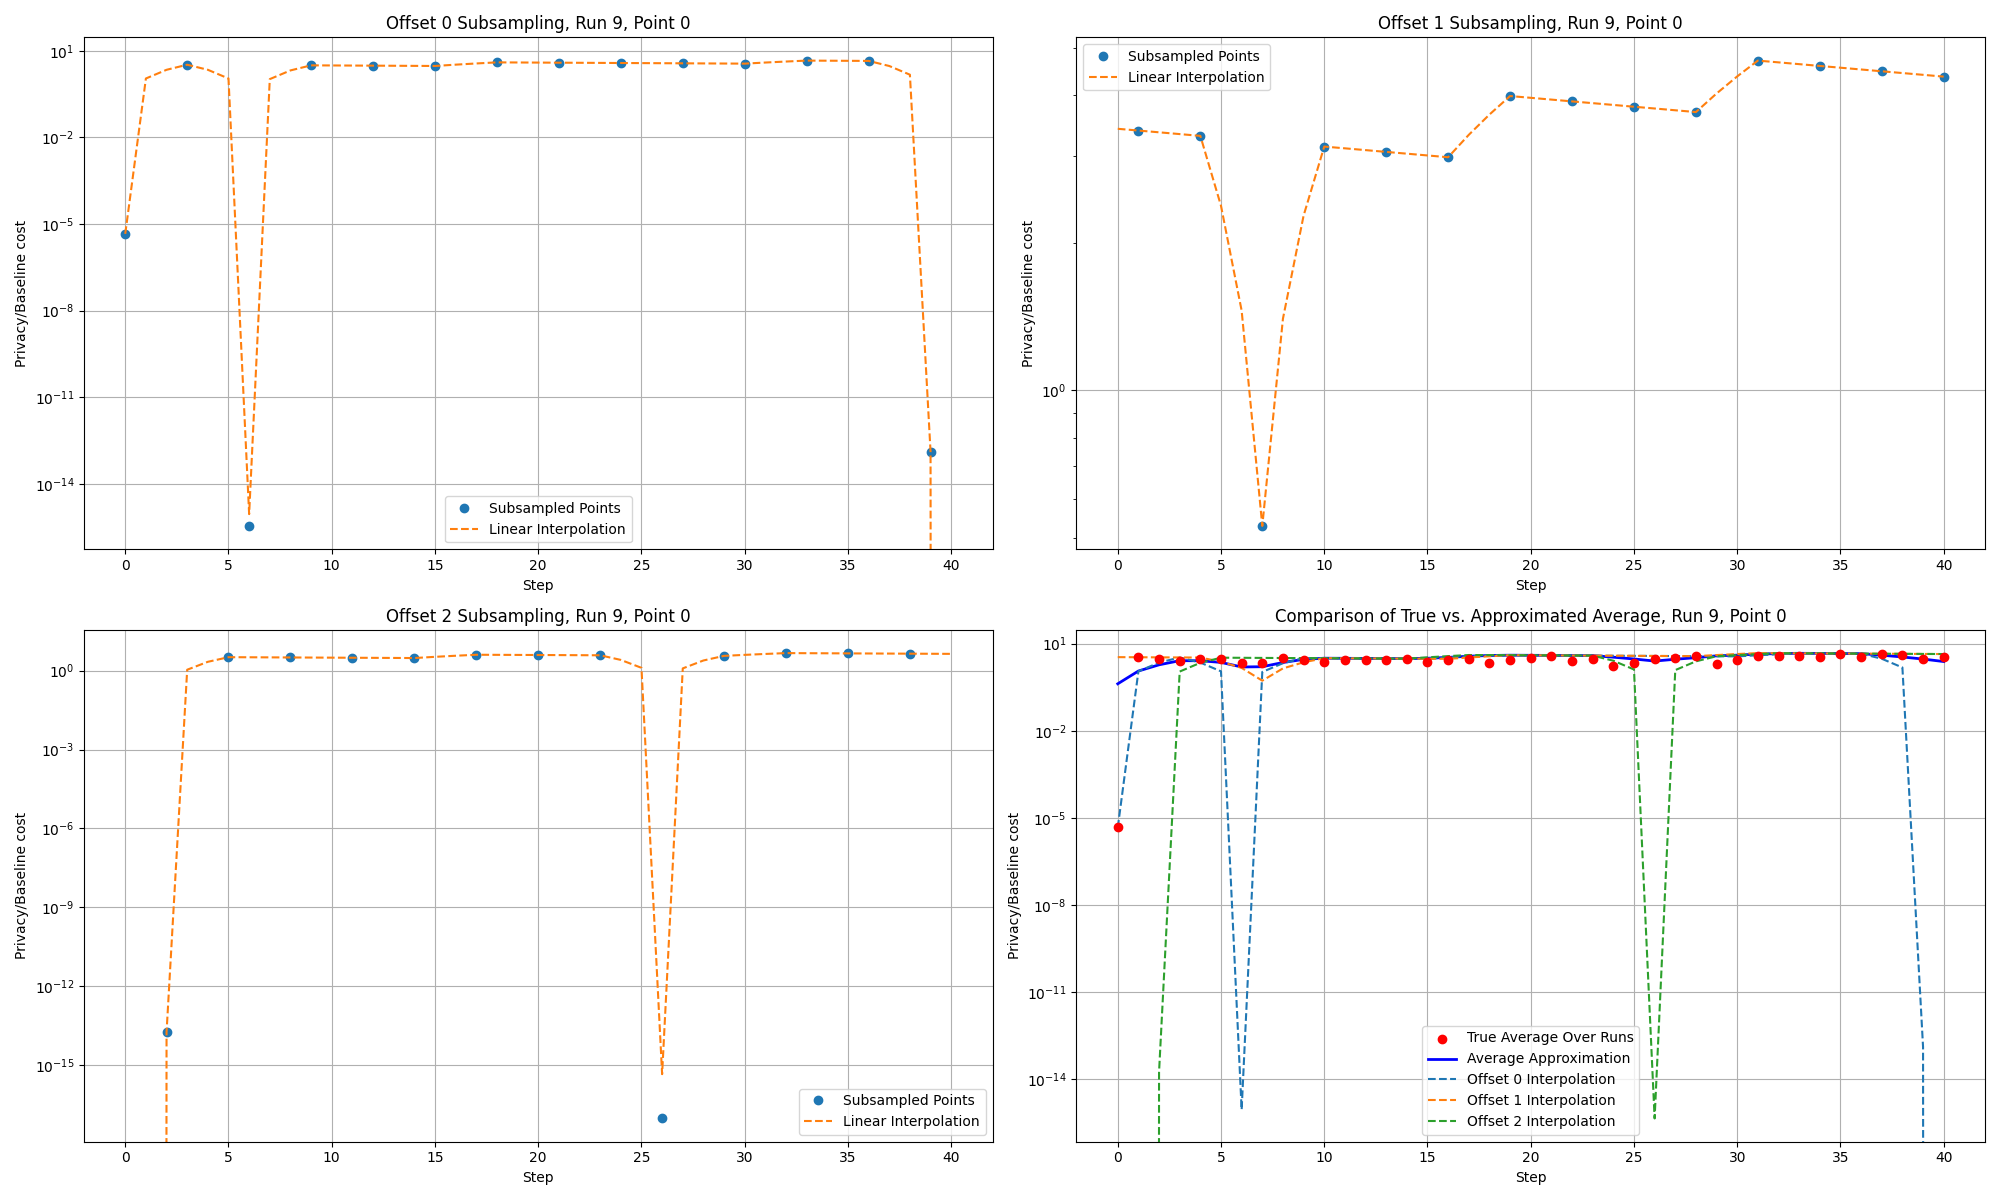 Offset 0 Subsampling, Run 9, Point 0
Privacy/Baseline cost
10^1
10^-2
10^-5
10^-8
10^-11
10^-14
Subsampled Points
Linear Interpolation
0 5 10 15 20 25 30 35 40
Step
Offset 1 Subsampling, Run 9, Point 0
Privacy/Baseline cost
10^0
Subsampled Points
Linear Interpolation
0 5 10 15 20 25 30 35 40
Step
Offset 2 Subsampling, Run 9, Point 0
Privacy/Baseline cost
10^0
10^-3
10^-6
10^-9
10^-12
10^-15
Subsampled Points
Linear Interpolation
0 5 10 15 20 25 30 35 40
Step
Comparison of True vs. Approximated Average, Run 9, Point 0
Privacy/Baseline cost
10^1
10^-2
10^-5
10^-8
10^-11
10^-14
True Average Over Runs
Average Approximation
Offset 0 Interpolation
Offset 1 Interpolation
Offset 2 Interpolation
0 5 10 15 20 25 30 35 40
Step